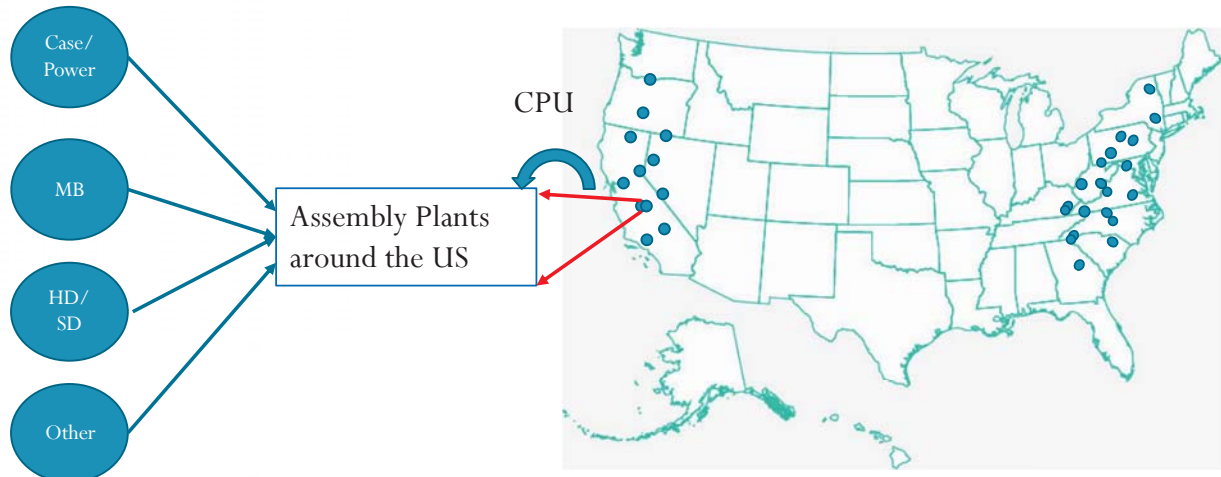 Case/
Power
MB
HD/
SD
Other
Assembly Plants
around the US
CPU